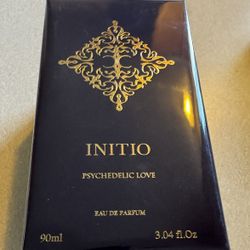 INITIO
PSYCHEDELIC LOVE
EAU DE PARFUM
90ml 3.04 fl.Oz